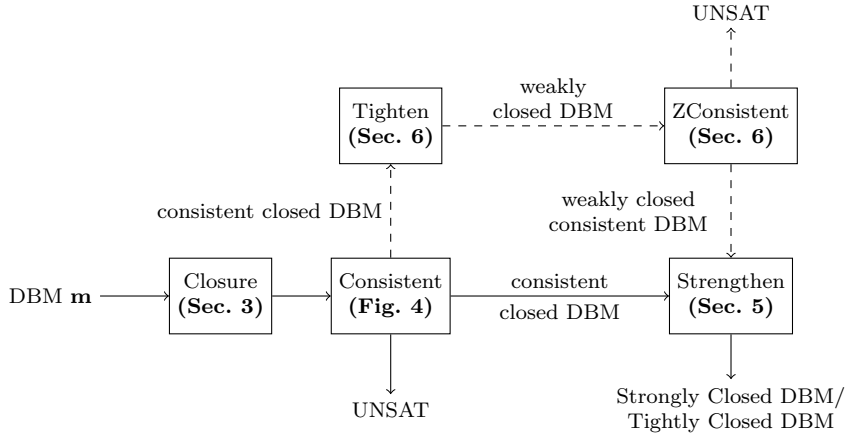 UNSAT
Tighten
(Sec. 6)
weakly
closed DBM
ZConsistent
(Sec. 6)
consistent closed DBM
weakly closed
consistent DBM
DBM m
Closure
(Sec. 3)
Consistent
(Fig. 4)
consistent
closed DBM
Strengthen
(Sec. 5)
UNSAT
Strongly Closed DBM/
Tightly Closed DBM